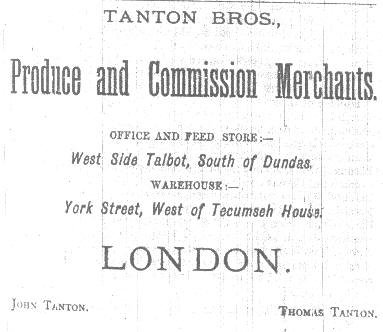 TANTON BROS.,
Produce and Commission Merchants.
OFFICE AND FEED STORE:—
West Side Talbot, South of Dundas.
WAREHOUSE:—
York Street, West of Tecumseh House.
LONDON.
JOHN TANTON. THOMAS TANTON.